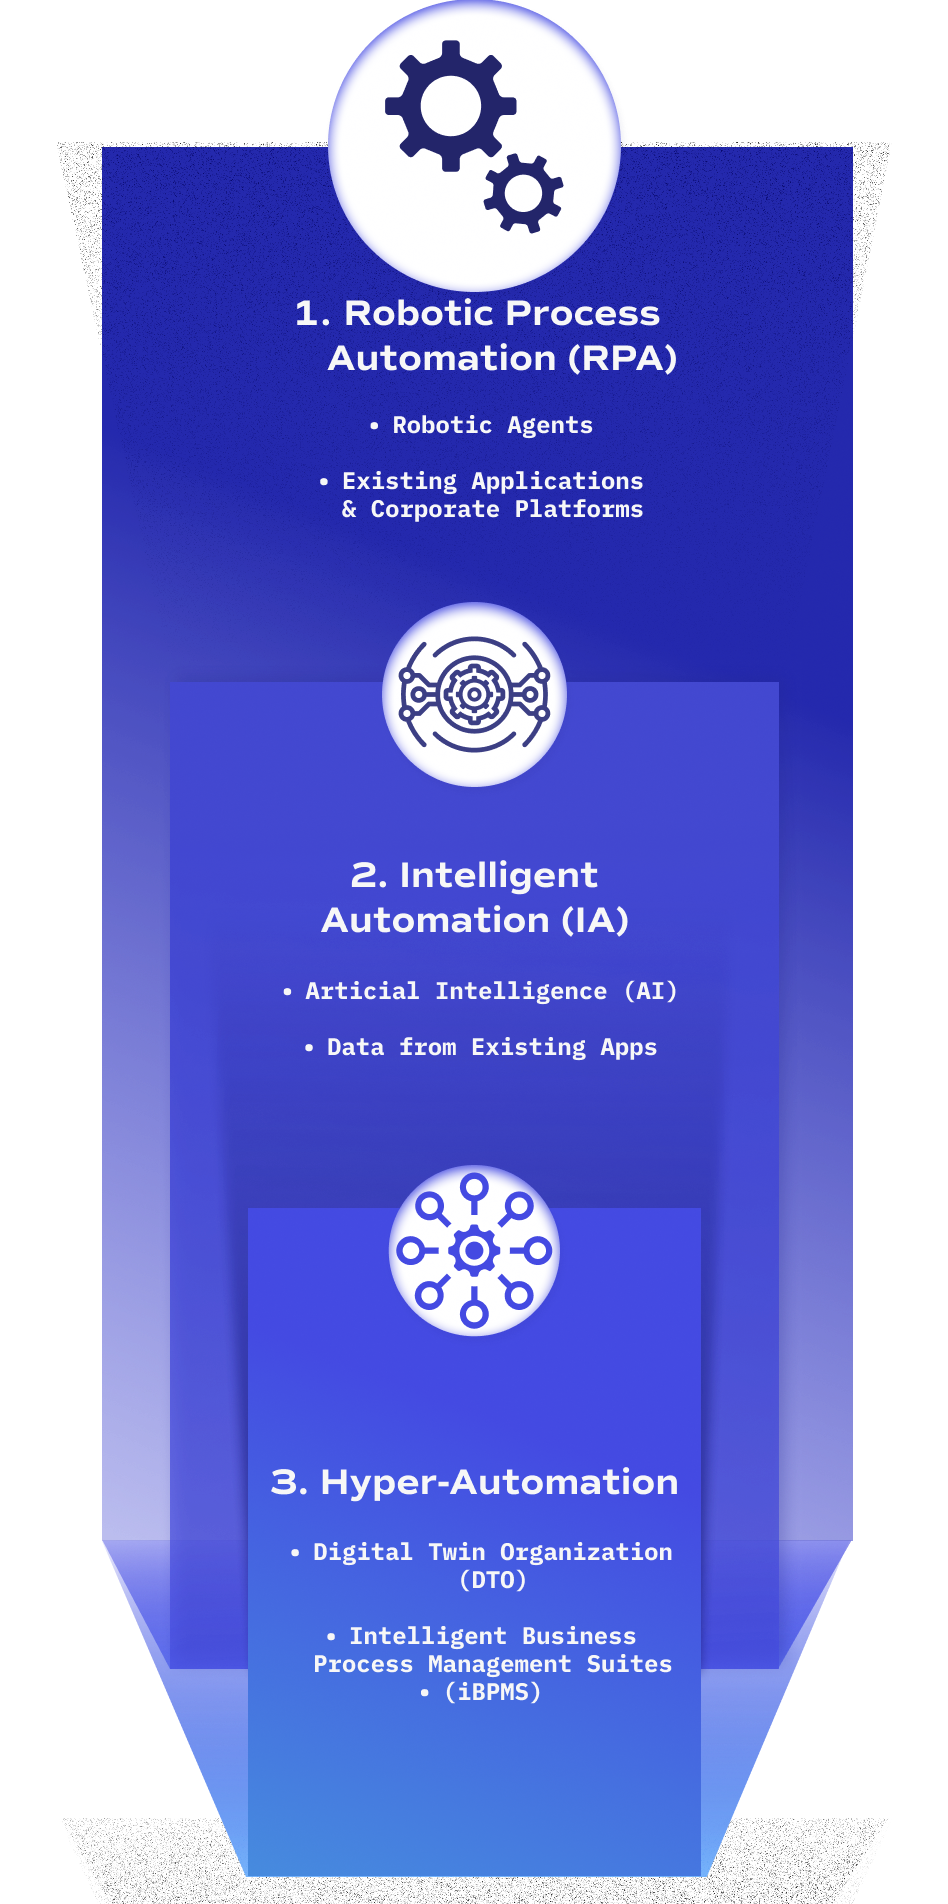 1. Robotic Process
Automation (RPA)
• Robotic Agents
• Existing Applications
& Corporate Platforms
2. Intelligent
Automation (IA)
• Articial Intelligence (AI)
• Data from Existing Apps
3. Hyper-Automation
• Digital Twin Organization
(DTO)
• Intelligent Business
Process Management Suites
• (iBPMS)